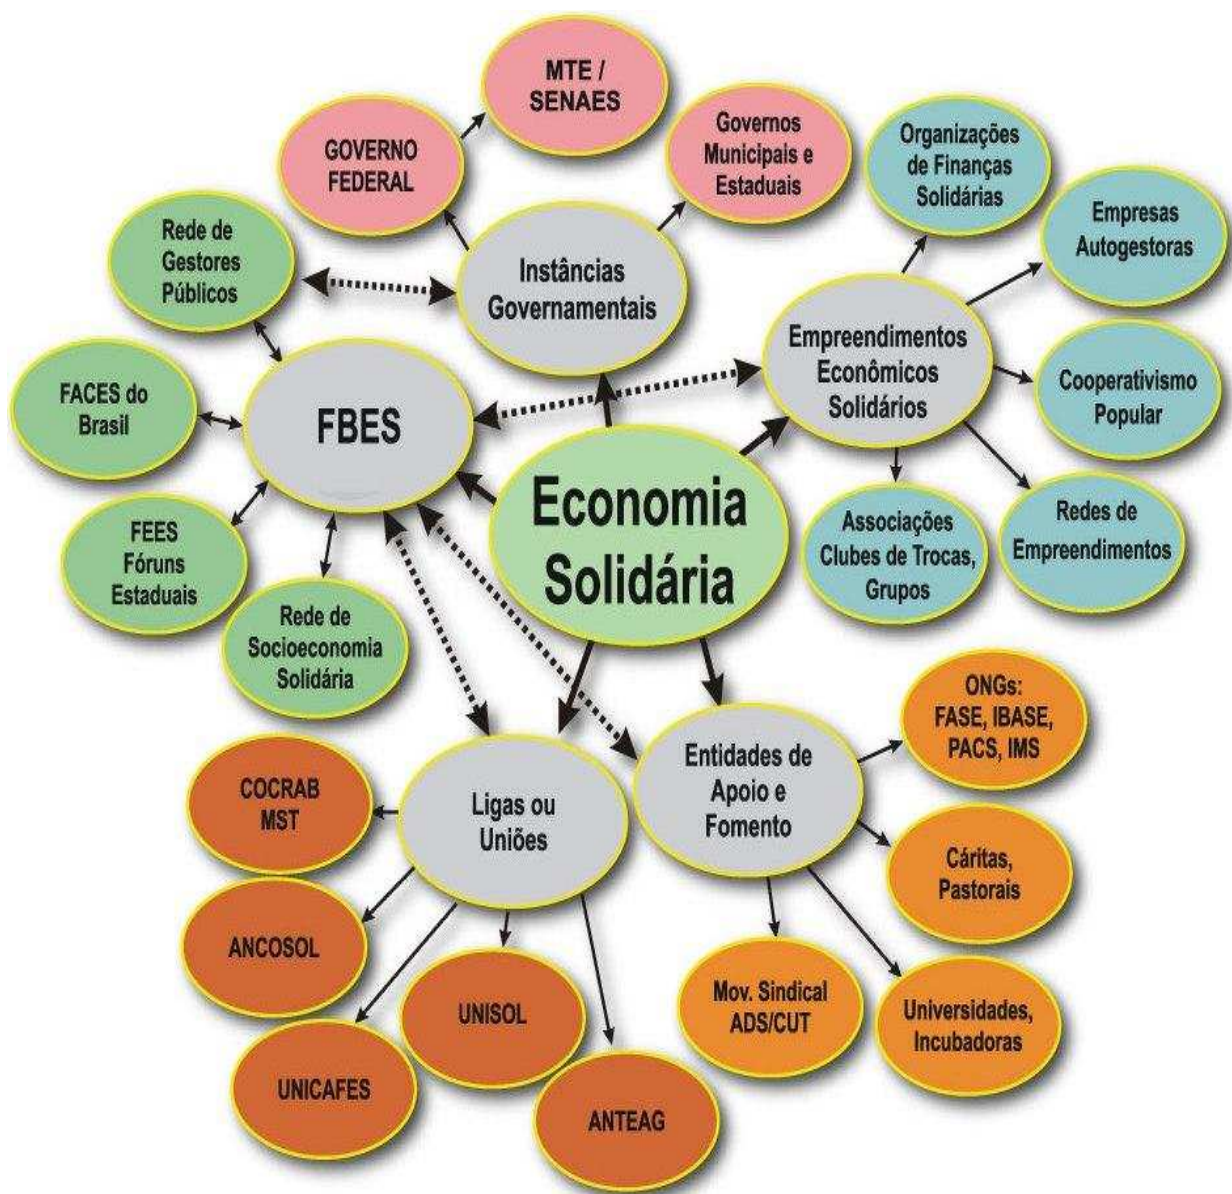 MTE /
SENAES
GOVERNO
FEDERAL
Governos
Municipais e
Estaduais
Organizações
de Finanças
Solidárias
Empresas
Autogestoras
Rede de
Gestores
Públicos
Instâncias
Governamentais
Empreendimentos
Econômicos
Solidários
Cooperativismo
Popular
FACES do
Brasil
FBES
Economia
Solidária
Associações
Clubes de Trocas,
Grupos
Redes de
Empreendimentos
FEES
Fóruns
Estaduais
Rede de
Socioeconomia
Solidária
ONGs:
FASE, IBASE,
PACS, IMS
Entidades de
Apoio e
Fomento
COCRAB
MST
Ligas ou
Uniões
Cáritas,
Pastorais
ANCOSOL
UNISOL
Mov. Sindical
ADS/CUT
Universidades,
Incubadoras
UNICAFES
ANTEAG